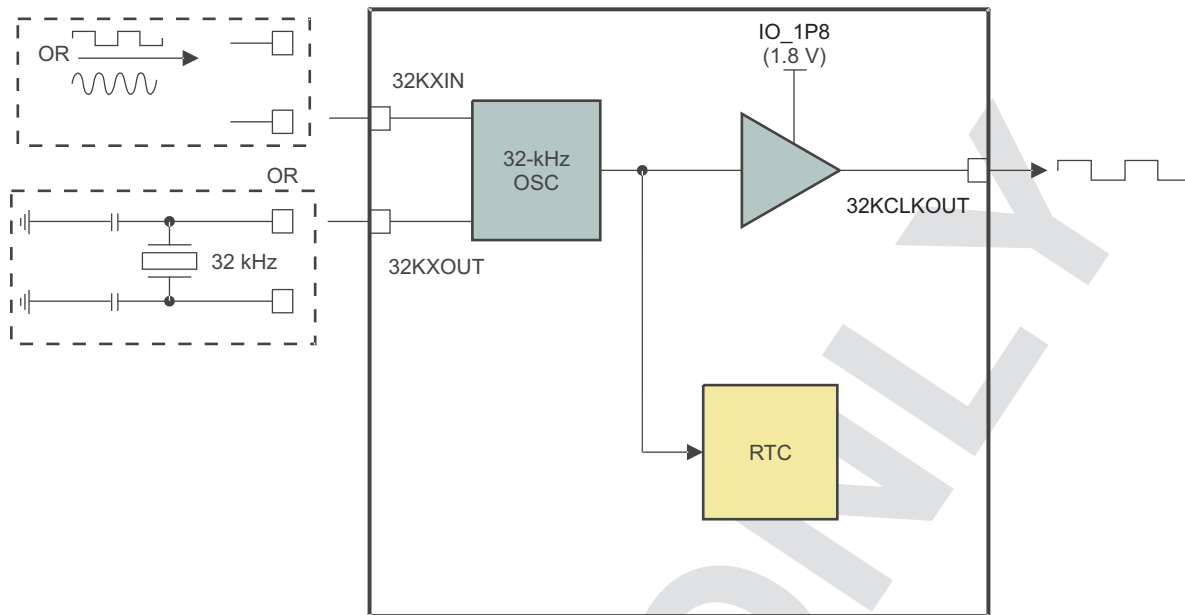 OR
IO_1P8
(1.8 V)
32KXIN
32-kHz
OSC
OR
32KCLKOUT
32KXOUT
32 kHz
RTC
ONLY